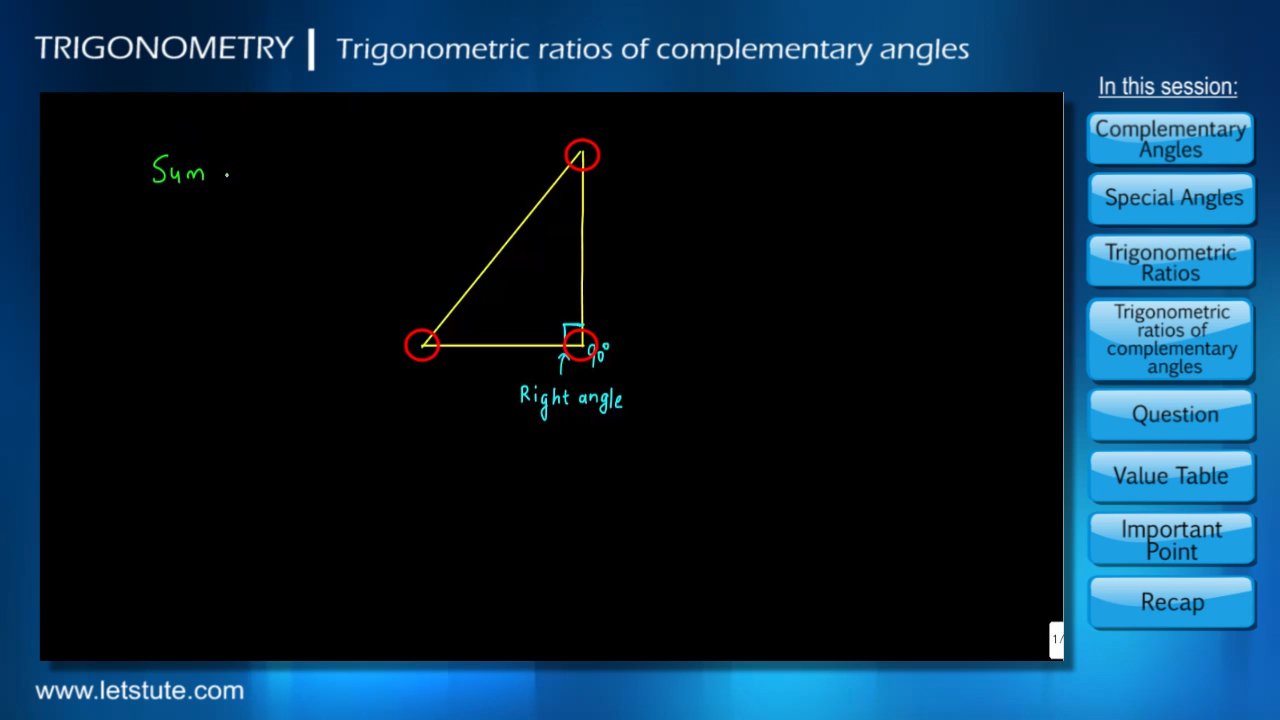 TRIGONOMETRY | Trigonometric ratios of complementary angles
In this session:
Complementary
Angles
Special Angles
Trigonometric
Ratios
Trigonometric
ratios of
complementary
angles
Question
Value Table
Important
Point
Recap
Sum
90°
Right angle
1/
www.letstute.com